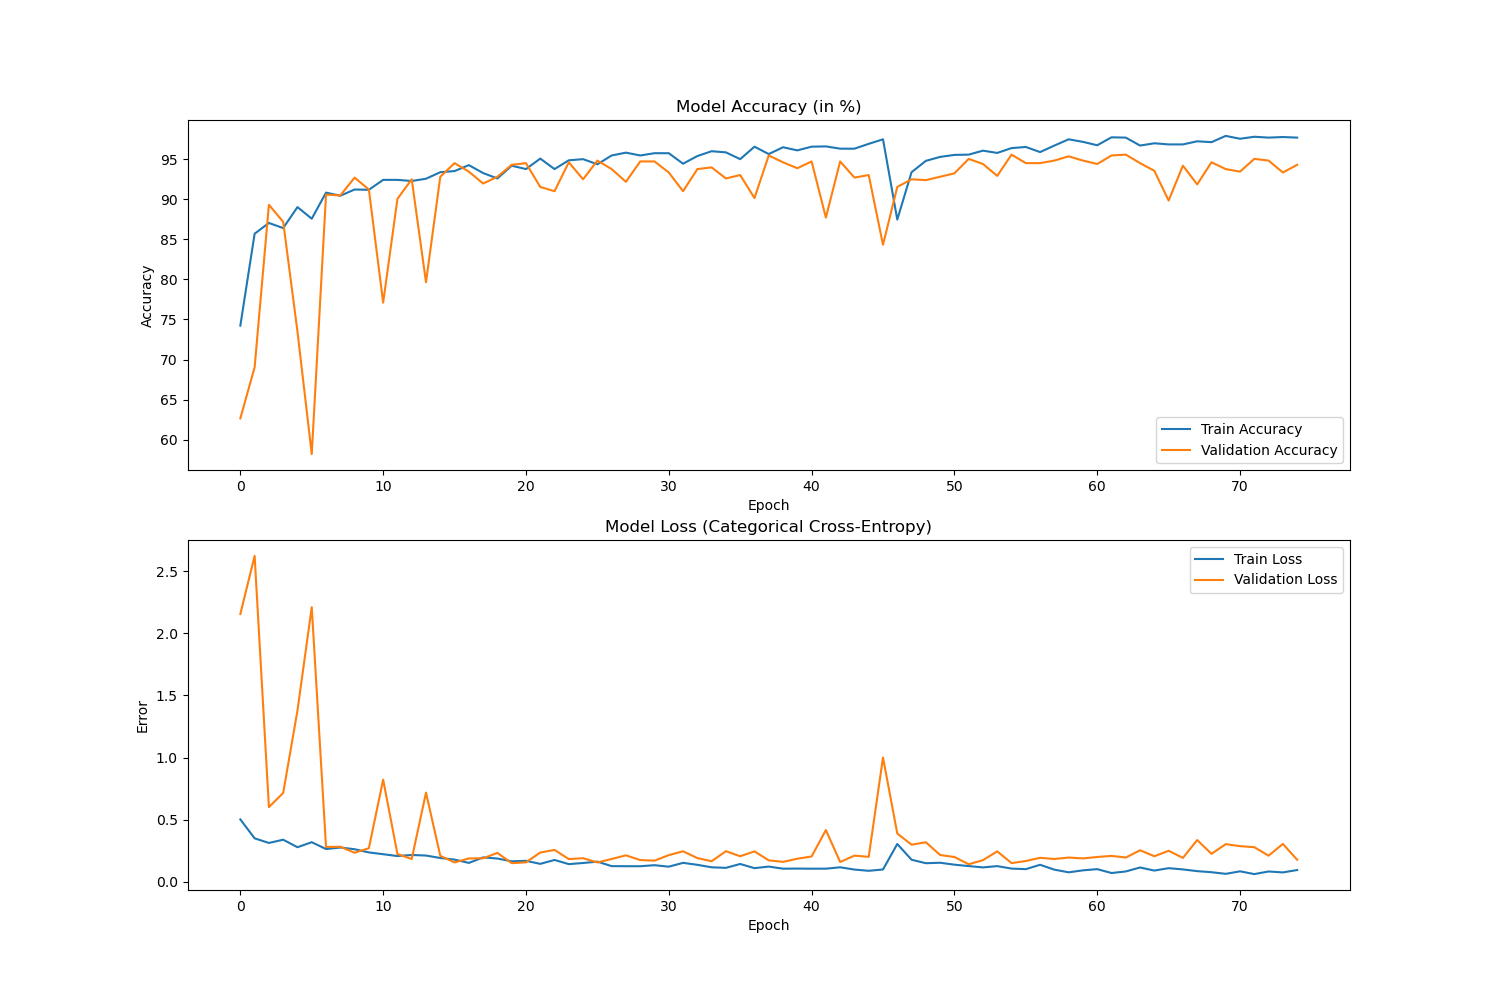 Model Accuracy (in %)
Accuracy
95
90
85
80
75
70
65
60
Train Accuracy
Validation Accuracy
0 10 20 30 40 50 60 70
Epoch
Model Loss (Categorical Cross-Entropy)
Error
2.5
2.0
1.5
1.0
0.5
0.0
Train Loss
Validation Loss
0 10 20 30 40 50 60 70
Epoch